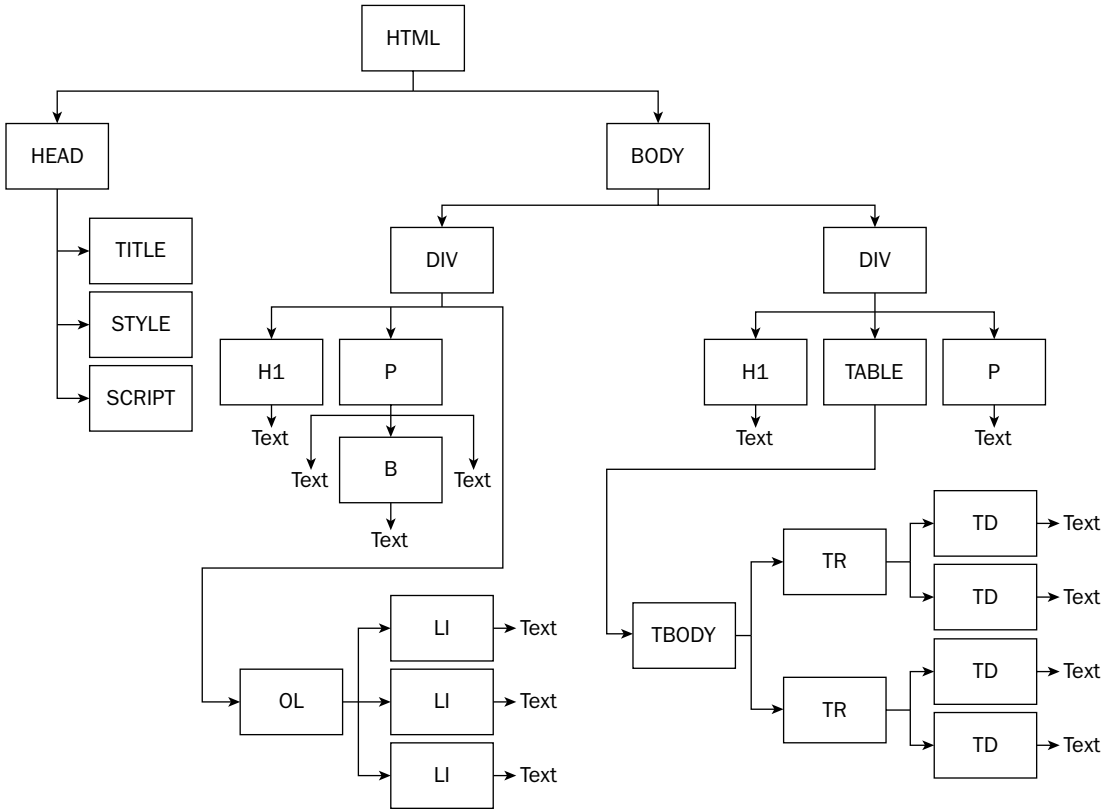 HTML
HEAD
BODY
TITLE
STYLE
SCRIPT
DIV
DIV
H1
P
H1
TABLE
P
Text
Text
B
Text
Text
Text
Text
OL
LI
Text
LI
Text
LI
Text
TBODY
TR
TD
Text
TD
Text
TR
TD
Text
TD
Text